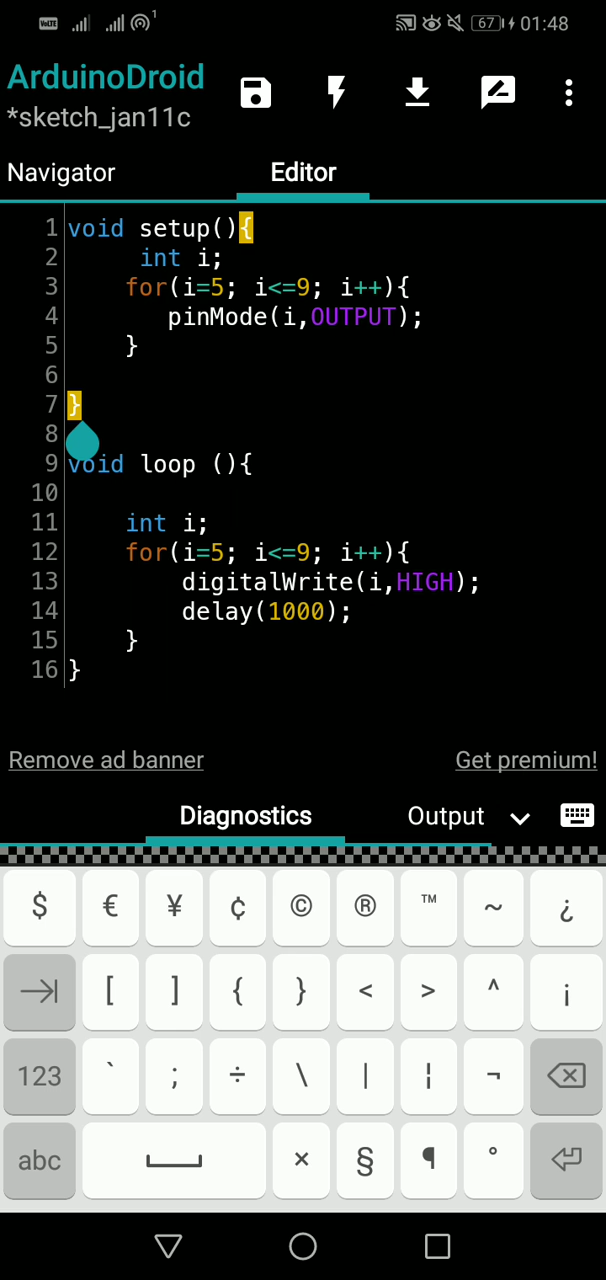 VoLTE 1 67 01:48
ArduinoDroid
*sketch_jan11c
Navigator Editor
1 void setup(){
2 int i;
3 for(i=5; i<=9; i++){
4 pinMode(i,OUTPUT);
5 }
6
7 }
8
9 void loop (){
10
11 int i;
12 for(i=5; i<=9; i++){
13 digitalWrite(i,HIGH);
14 delay(1000);
15 }
16 }
Remove ad banner Get premium!
Diagnostics Output
$ € ¥ ¢ © ® ™ ~ ¿
[ ] { } < > ^ ¡
123 ` ; ÷ \ | ¦ ¬
abc × § ¶ °